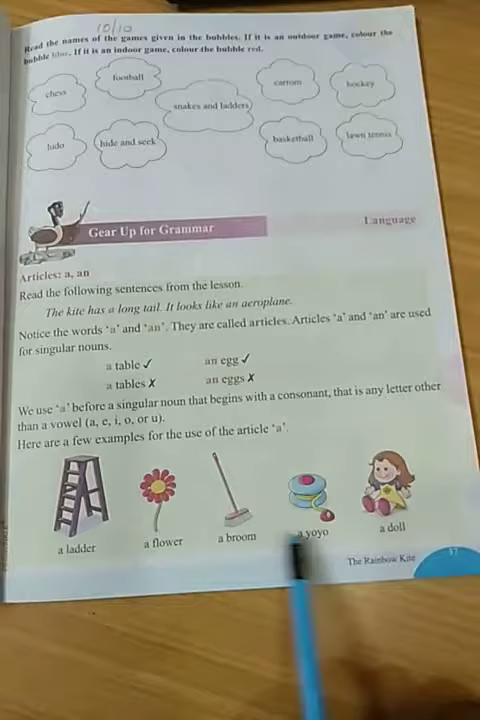 10/10
Read the names of the games given in the bubbles. If it is an outdoor game, colour the
bubble blue. If it is an indoor game, colour the bubble red.
chess
football
snakes and ladders
carrom
hockey
ludo
hide and seek
basketball
lawn tennis
Gear Up for Grammar
Language
Articles: a, an
Read the following sentences from the lesson.
The kite has a long tail. It looks like an aeroplane.
Notice the words ‘a’ and ‘an’. They are called articles. Articles ‘a’ and ‘an’ are used
for singular nouns.
a table ✓ an egg ✓
a tables ✗ an eggs ✗
We use ‘a’ before a singular noun that begins with a consonant, that is any letter other
than a vowel (a, e, i, o, or u).
Here are a few examples for the use of the article ‘a’.
a ladder
a flower
a broom
a yoyo
a doll
The Rainbow Kite